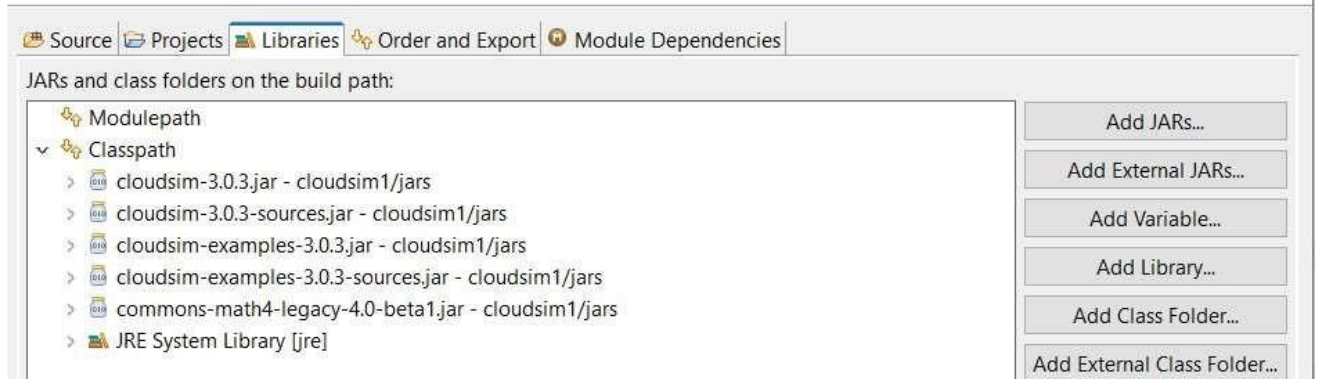 Source Projects Libraries Order and Export Module Dependencies
JARs and class folders on the build path:
Modulepath
Classpath
cloudsim-3.0.3.jar - cloudsim1/jars
cloudsim-3.0.3-sources.jar - cloudsim1/jars
cloudsim-examples-3.0.3.jar - cloudsim1/jars
cloudsim-examples-3.0.3-sources.jar - cloudsim1/jars
commons-math4-legacy-4.0-beta1.jar - cloudsim1/jars
JRE System Library [jre]
Add JARs...
Add External JARs...
Add Variable...
Add Library...
Add Class Folder...
Add External Class Folder...